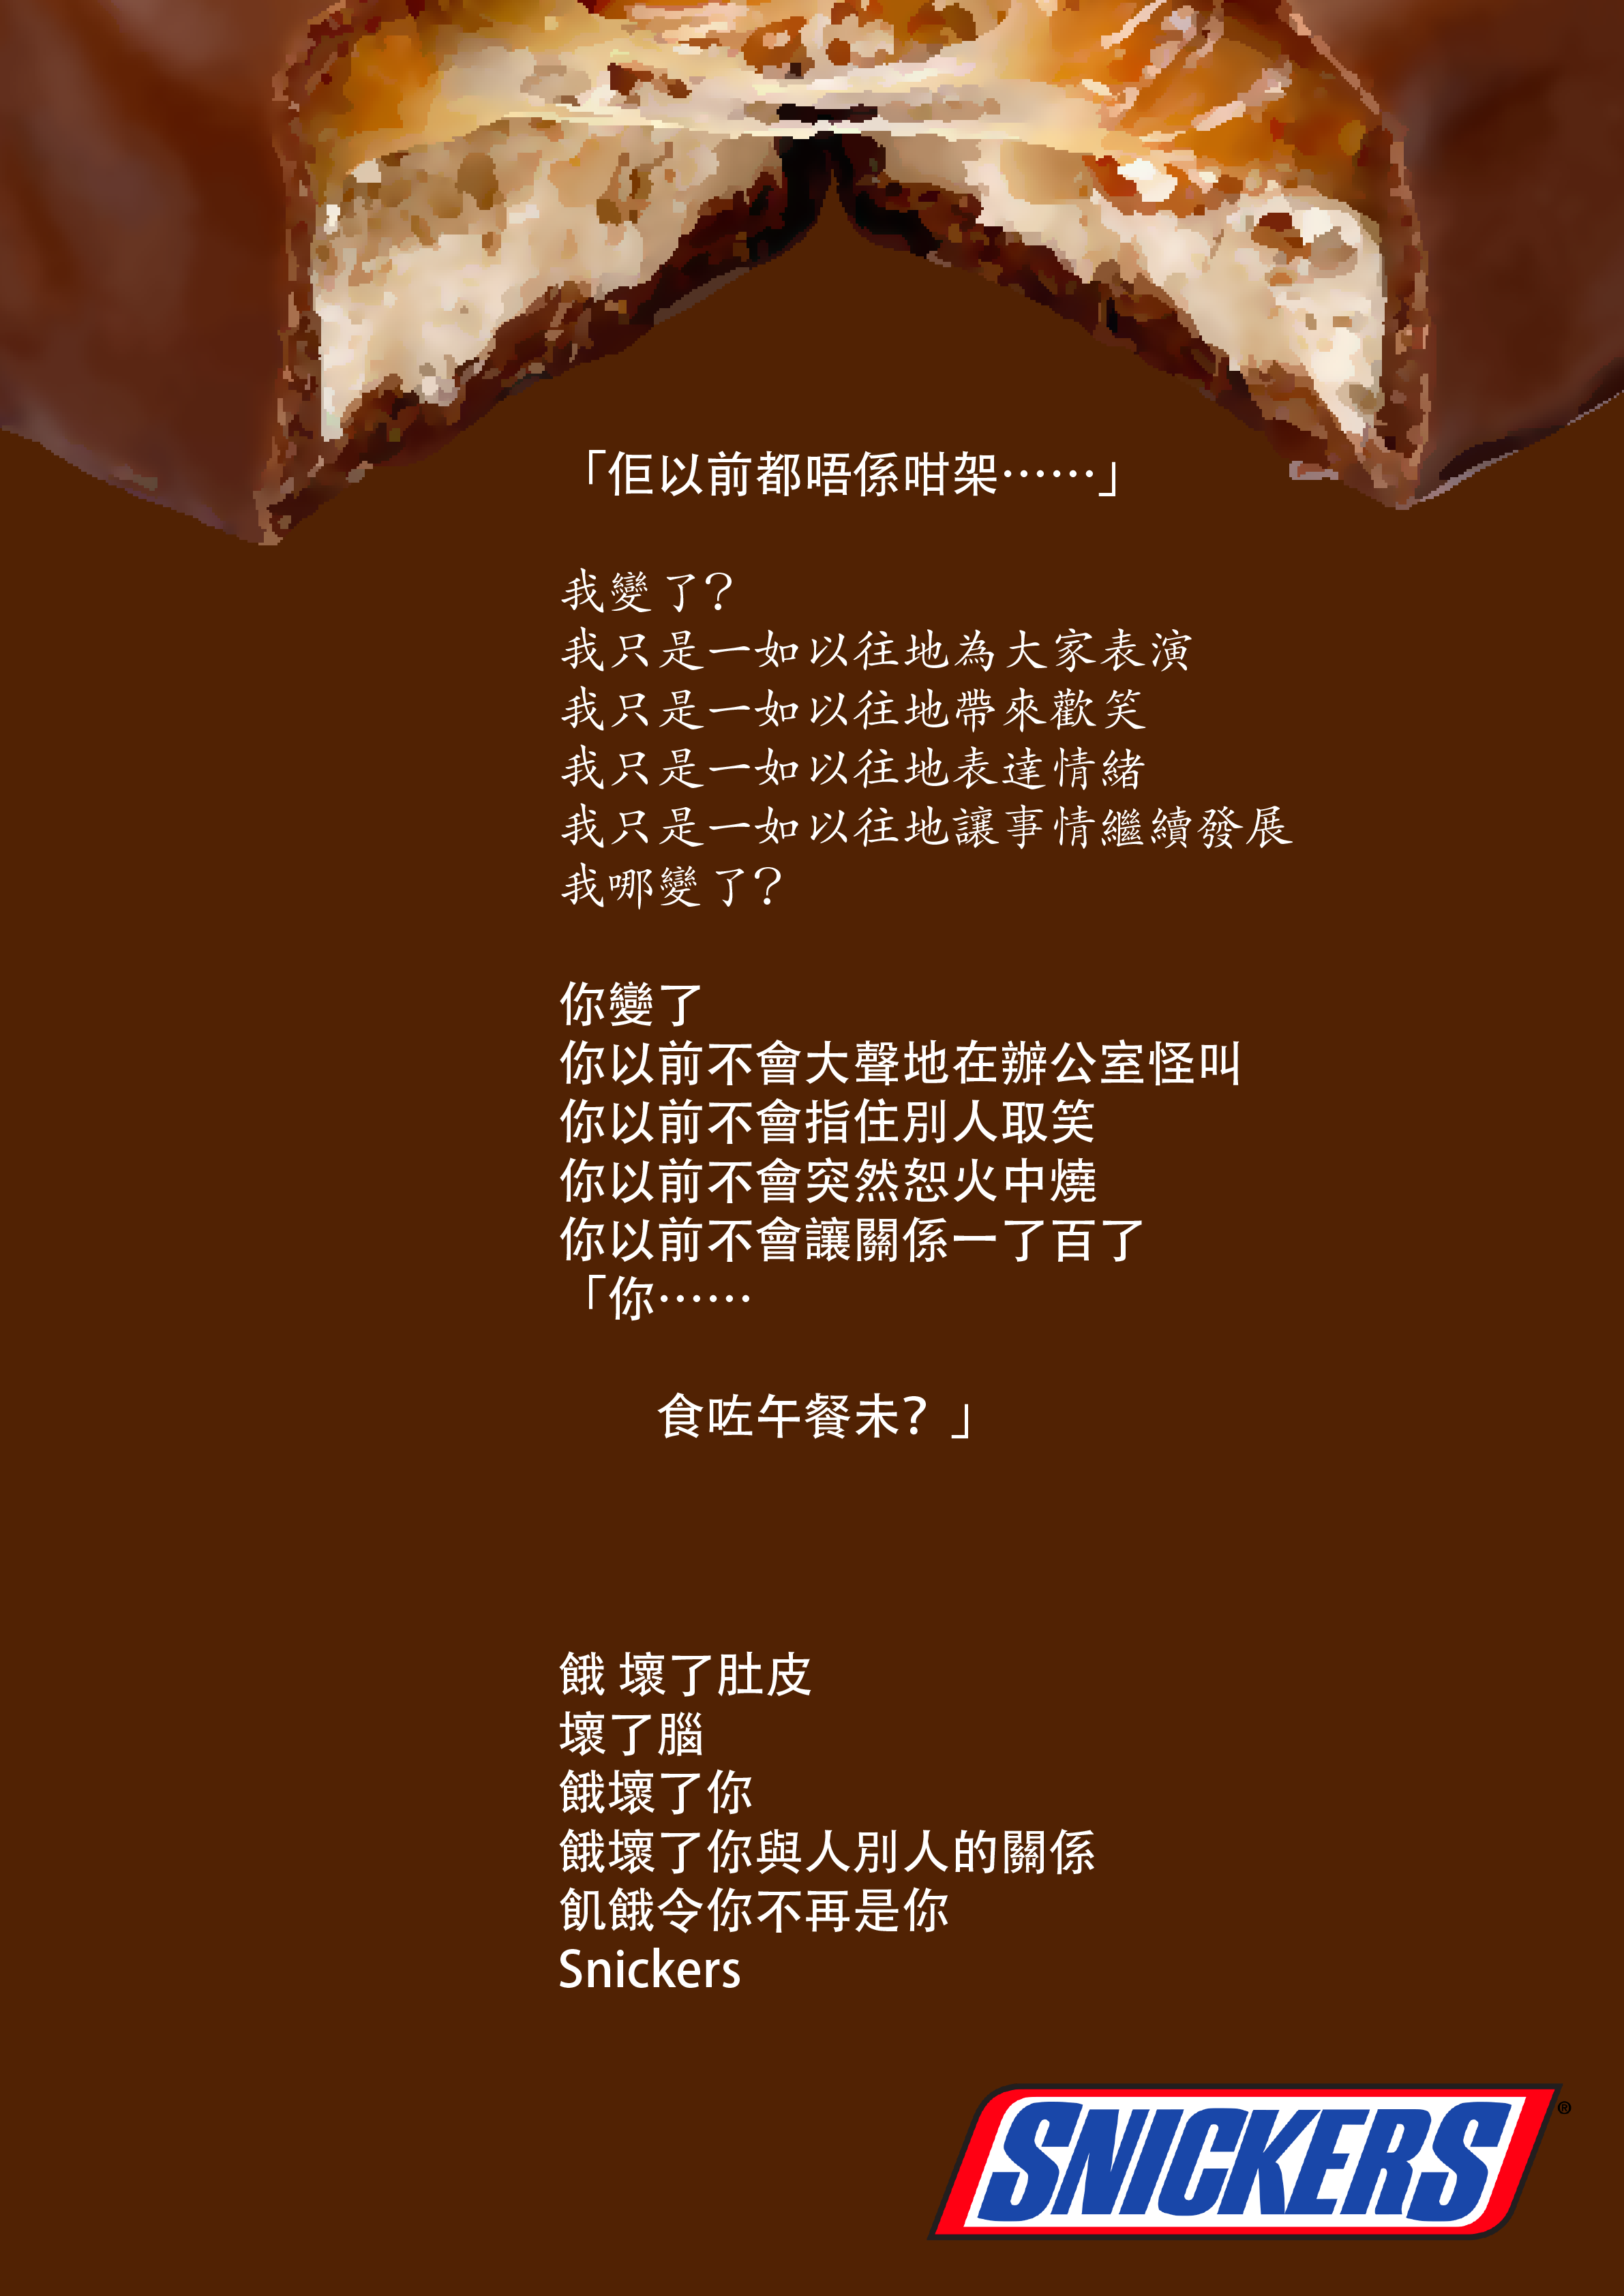 「佢以前都唔係咁架……」
我變了？
我只是一如以往地為大家表演
我只是一如以往地帶來歡笑
我只是一如以往地表達情緒
我只是一如以往地讓事情繼續發展
我哪變了？
你變了
你以前不會大聲地在辦公室怪叫
你以前不會指住別人取笑
你以前不會突然恕火中燒
你以前不會讓關係一了百了
「你……
食咗午餐未？」
餓 壞了肚皮
壞了腦
餓壞了你
餓壞了你與人別人的關係
飢餓令你不再是你
Snickers
SNICKERS®